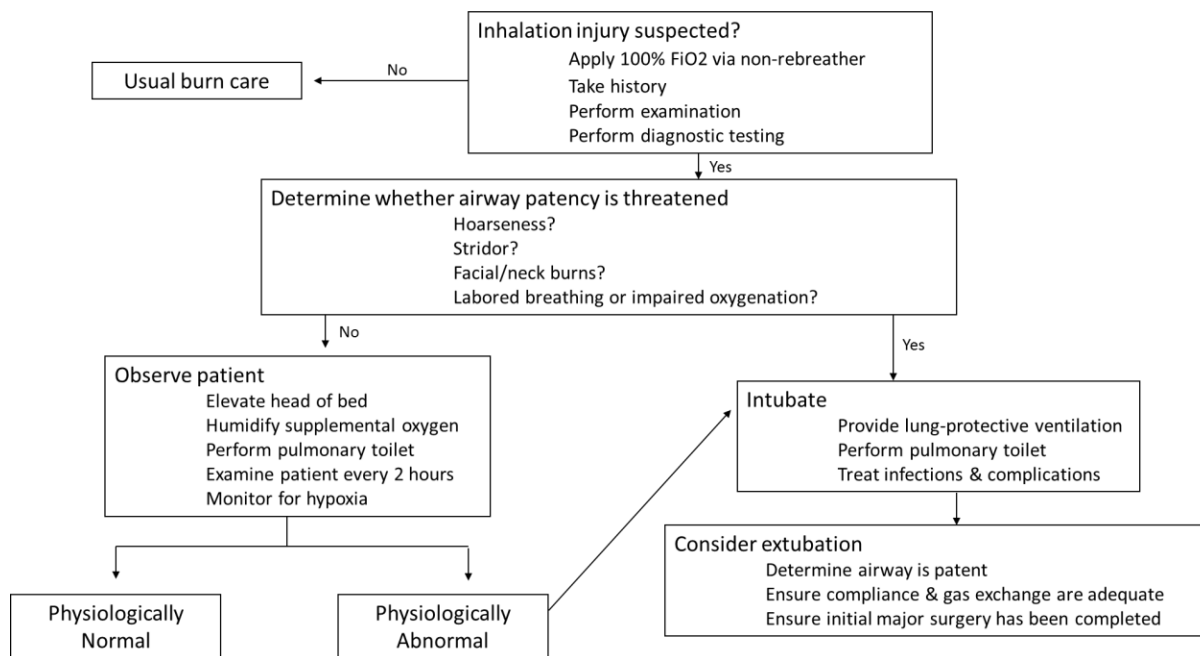 Inhalation injury suspected?
Apply 100% FiO2 via non-rebreather
Take history
Perform examination
Perform diagnostic testing
No
Usual burn care
Yes
Determine whether airway patency is threatened
Hoarseness?
Stridor?
Facial/neck burns?
Labored breathing or impaired oxygenation?
No
Yes
Observe patient
Elevate head of bed
Humidify supplemental oxygen
Perform pulmonary toilet
Examine patient every 2 hours
Monitor for hypoxia
Intubate
Provide lung-protective ventilation
Perform pulmonary toilet
Treat infections & complications
Consider extubation
Determine airway is patent
Ensure compliance & gas exchange are adequate
Ensure initial major surgery has been completed
Physiologically
Normal
Physiologically
Abnormal